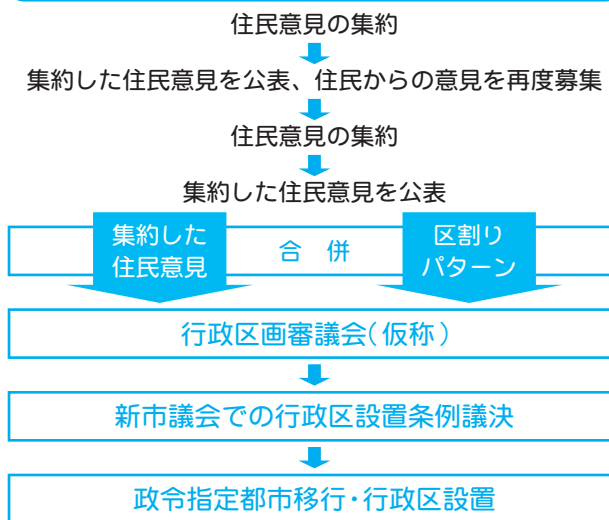 住民意見の集約
集約した住民意見を公表、住民からの意見を再度募集
住民意見の集約
集約した住民意見を公表
集約した
住民意見
合　併
区割り
パターン
行政区画審議会(仮称)
新市議会での行政区設置条例議決
政令指定都市移行・行政区設置